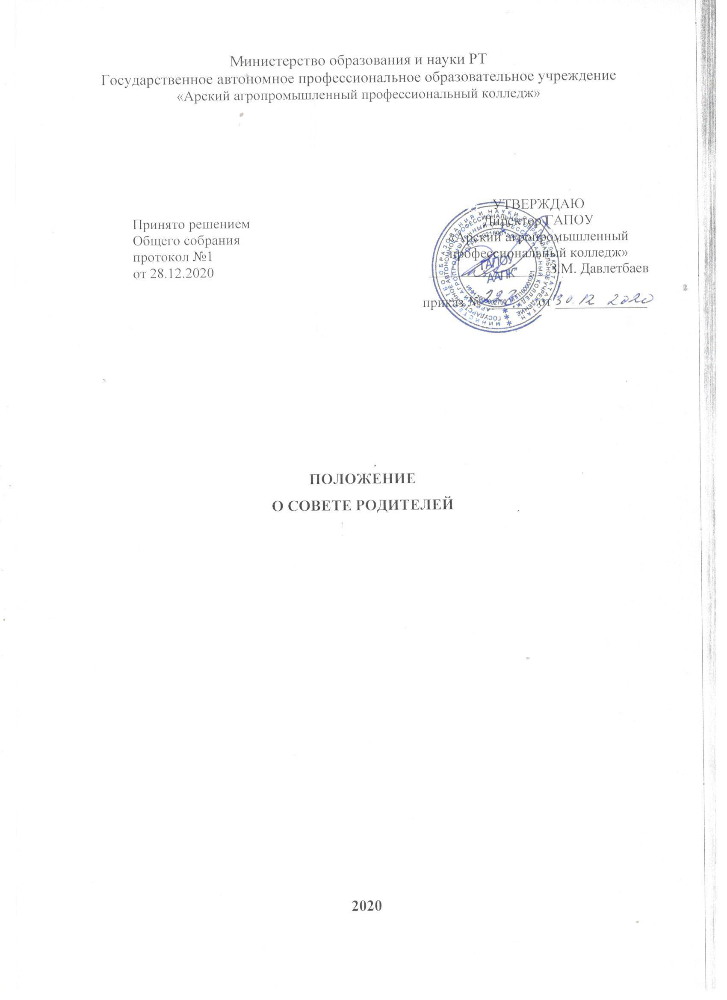 Министерство образования и науки РТ
Государственное автономное профессиональное образовательное учреждение
«Арский агропромышленный профессиональный колледж»
Принято решением
Общего собрания
протокол №1
от 28.12.2020
УТВЕРЖДАЮ
Директор ГАПОУ
«Арский агропромышленный
профессиональный колледж»
З.М. Давлетбаев
приказ № от 30.12 2020
ГАПОУ
"ААПК"
ПОЛОЖЕНИЕ
О СОВЕТЕ РОДИТЕЛЕЙ
2020